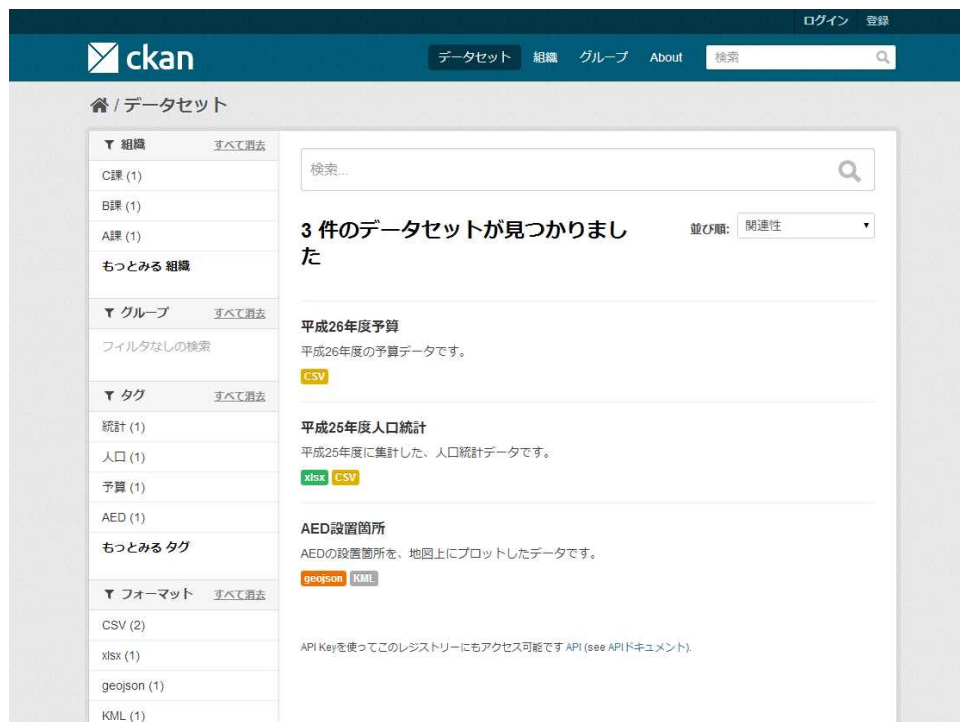 ログイン 登録
ckan データセット 組織 グループ About 検索
/ データセット
組織 すべて消去
C課 (1)
B課 (1)
A課 (1)
もっとみる 組織
グループ すべて消去
フィルタなしの検索
タグ すべて消去
統計 (1)
人口 (1)
予算 (1)
AED (1)
もっとみる タグ
フォーマット すべて消去
CSV (2)
xlsx (1)
geojson (1)
KML (1)
検索...
3 件のデータセットが見つかりまし
た
並び順: 関連性
平成26年度予算
平成26年度の予算データです。
CSV
平成25年度人口統計
平成25年度に集計した、人口統計データです。
xlsx CSV
AED設置箇所
AEDの設置箇所を、地図上にプロットしたデータです。
geojson KML
API Keyを使ってこのレジストリーにもアクセス可能です API (see APIドキュメント).